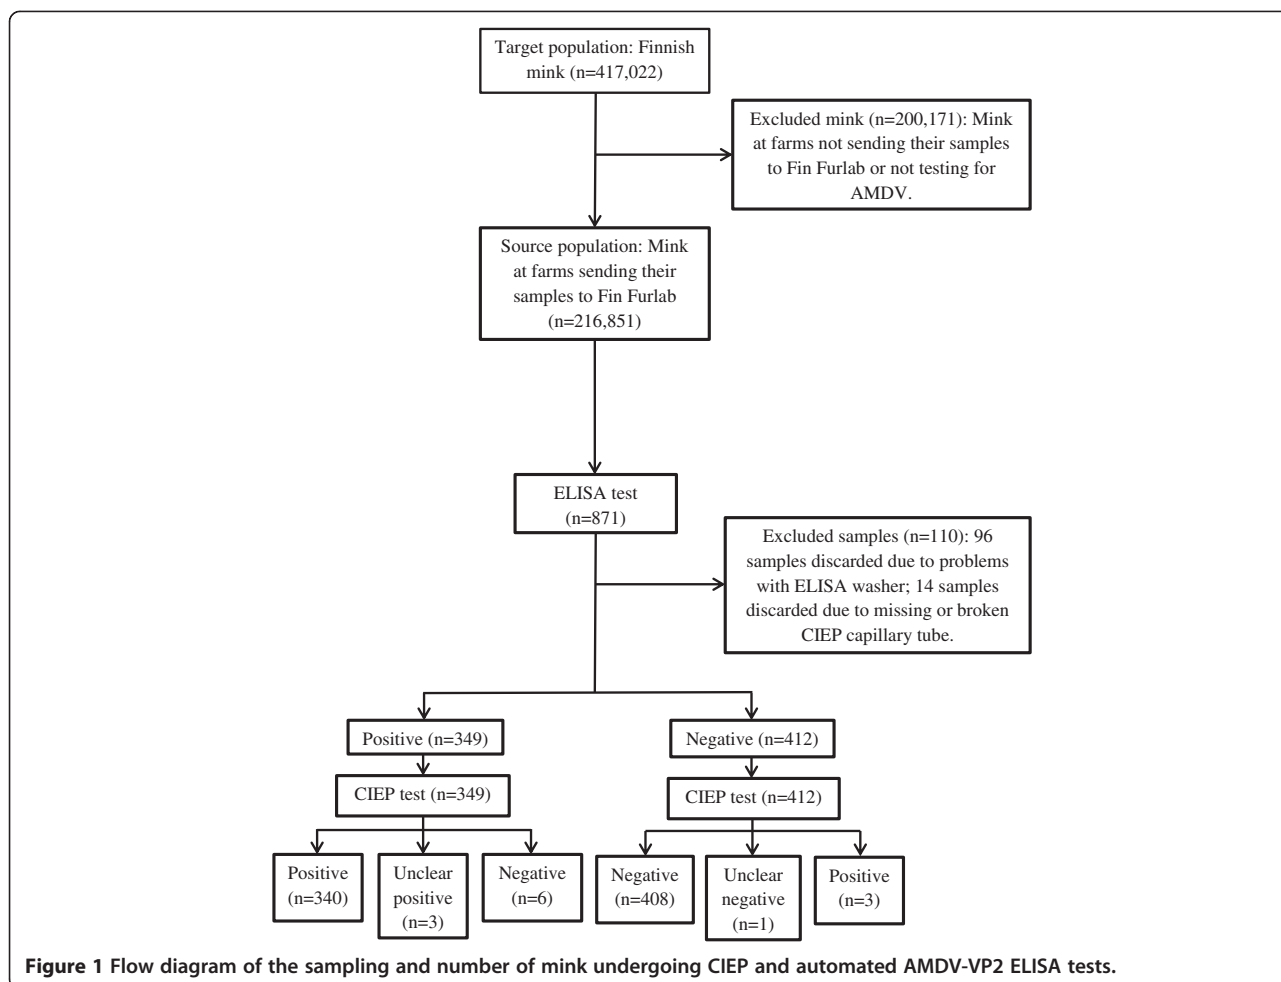 Target population: Finnish
mink (n=417,022)
Excluded mink (n=200,171): Mink
at farms not sending their samples
to Fin Furlab or not testing for
AMDV.
Source population: Mink
at farms sending their
samples to Fin Furlab
(n=216,851)
ELISA test
(n=871)
Excluded samples (n=110): 96
samples discarded due to problems
with ELISA washer; 14 samples
discarded due to missing or broken
CIEP capillary tube.
Positive (n=349)
Negative (n=412)
CIEP test (n=349)
CIEP test (n=412)
Positive
(n=340)
Unclear
positive
(n=3)
Negative
(n=6)
Negative
(n=408)
Unclear
negative
(n=1)
Positive
(n=3)
Figure 1 Flow diagram of the sampling and number of mink undergoing CIEP and automated AMDV-VP2 ELISA tests.